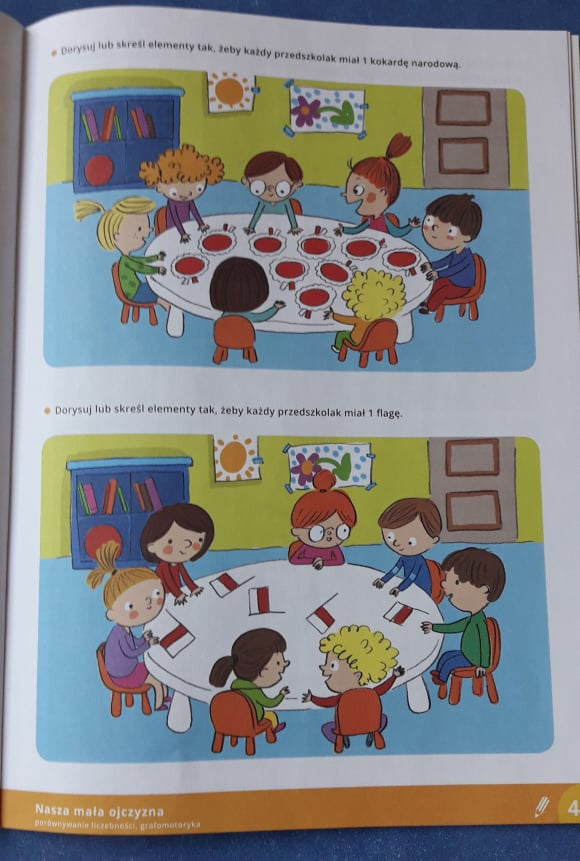 Dorysuj lub skreśl elementy tak, żeby każdy przedszkolak miał 1 kokardę narodową.
Dorysuj lub skreśl elementy tak, żeby każdy przedszkolak miał 1 flagę.
Nasza mała ojczyzna
porównywanie liczebności, grafomotoryka
4